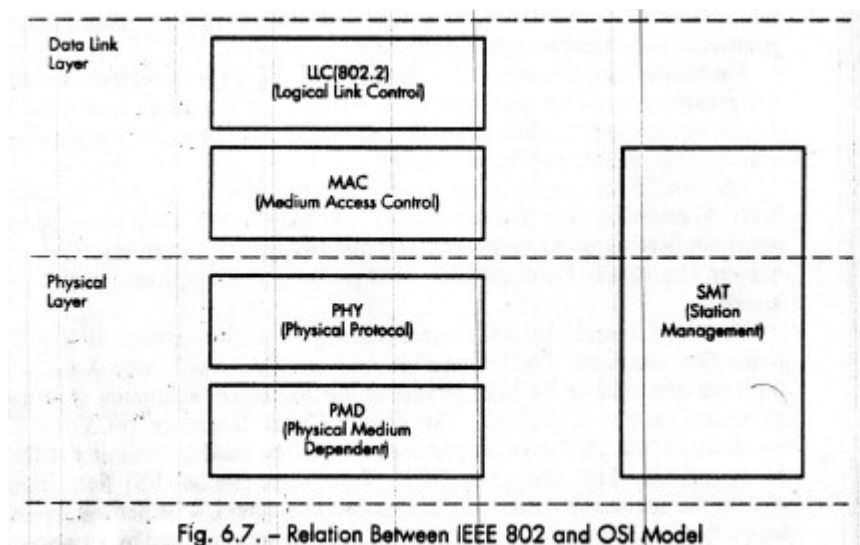 Data Link
Layer
LLC(802.2)
(Logical Link Control)
MAC
(Medium Access Control)
Physical
Layer
PHY
(Physical Protocol)
SMT
(Station
Management)
PMD
(Physical Medium
Dependent)
Fig. 6.7. – Relation Between IEEE 802 and OSI Model